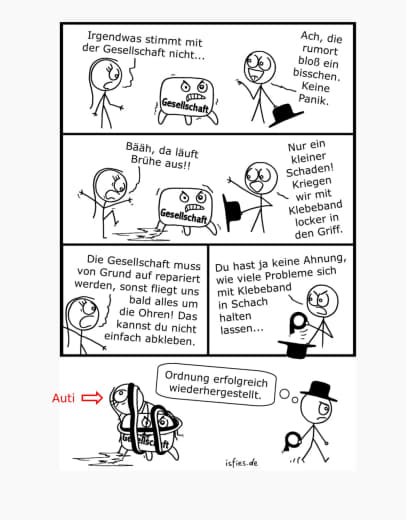 Irgendwas stimmt mit
der Gesellschaft nicht...
Ach, die
rumort
bloß ein
bisschen.
Keine
Panik.
Gesellschaft
Bääh, da läuft
Brühe aus!!
Nur ein
kleiner
Schaden!
Kriegen
wir mit
Klebeband
locker in
den Griff.
Gesellschaft
Die Gesellschaft muss
von Grund auf repariert
werden, sonst fliegt uns
bald alles um
die Ohren! Das
kannst du nicht
einfach abkleben.
Du hast ja keine Ahnung,
wie viele Probleme sich
mit Klebeband
in Schach
halten
lassen...
Ordnung erfolgreich
wiederhergestellt.
Auti
Gesellschaft
isfies.de